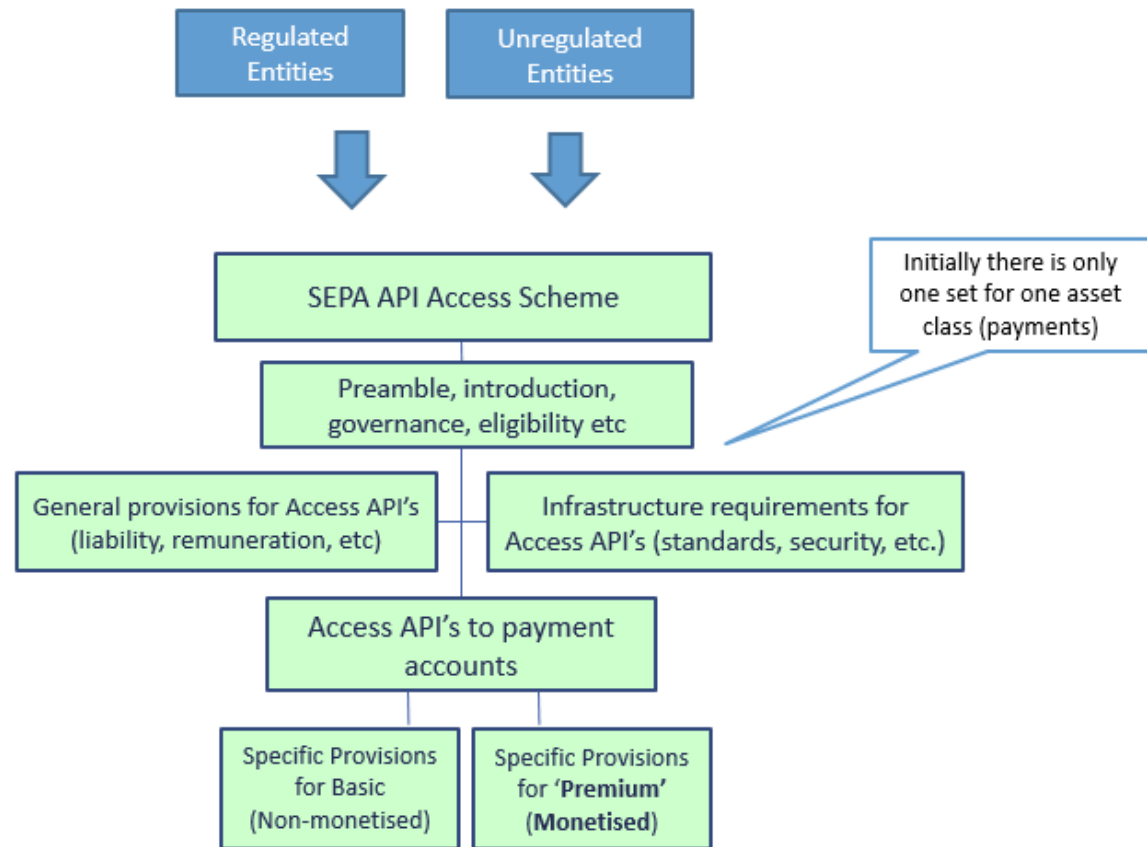 Regulated
Entities
Unregulated
Entities
Initially there is only
one set for one asset
class (payments)
SEPA API Access Scheme
Preamble, introduction,
governance, eligibility etc
General provisions for Access API's
(liability, remuneration, etc)
Infrastructure requirements for
Access API's (standards, security, etc.)
Access API's to payment
accounts
Specific Provisions
for Basic
(Non-monetised)
Specific Provisions
for ‘Premium’
(Monetised)